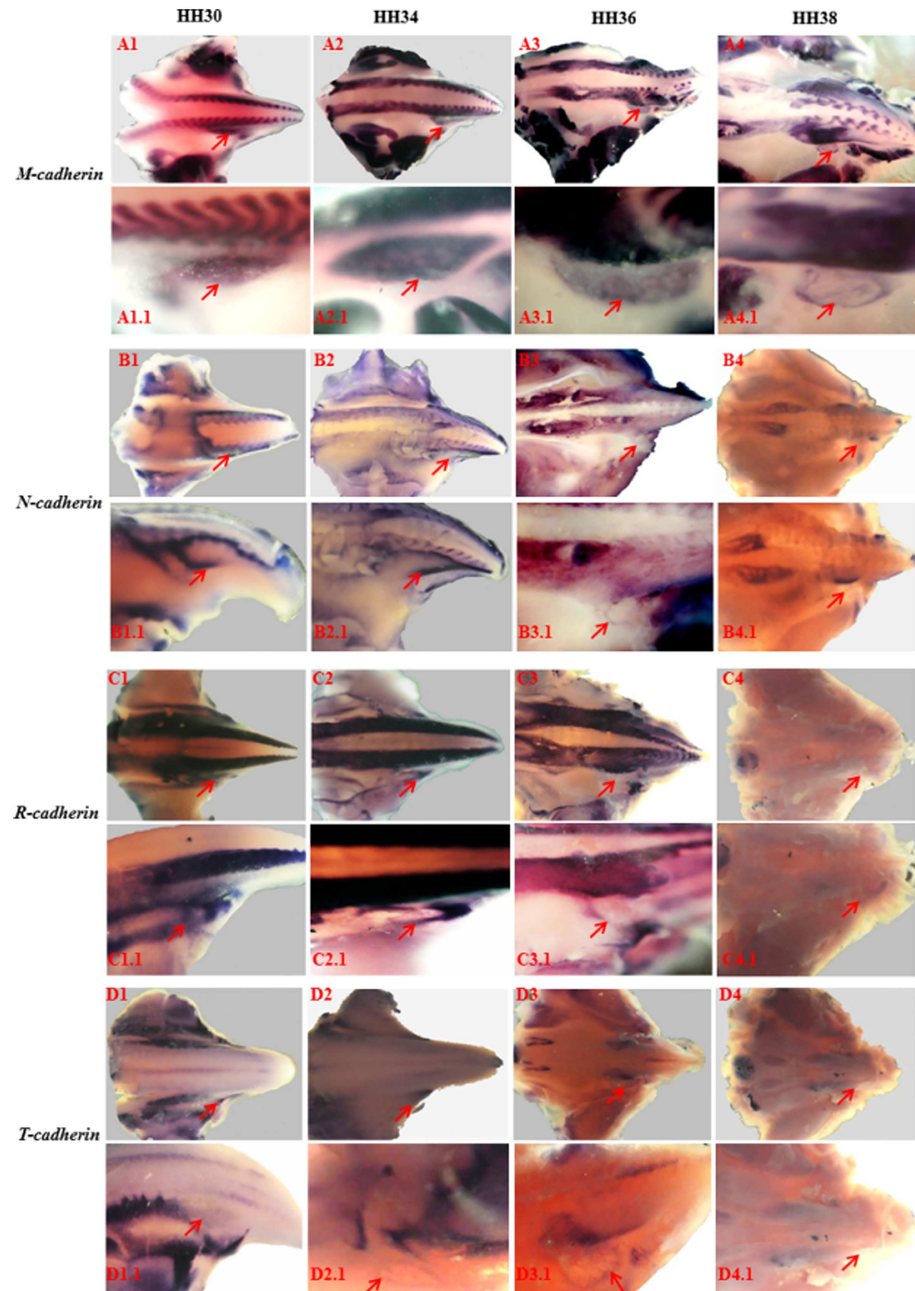 HH30 HH34 HH36 HH38
A1 A2 A3 A4
M-cadherin
A1.1 A2.1 A3.1 A4.1
B1 B2 B3 B4
N-cadherin
B1.1 B2.1 B3.1 B4.1
C1 C2 C3 C4
R-cadherin
C1.1 C2.1 C3.1 C4.1
D1 D2 D3 D4
T-cadherin
D1.1 D2.1 D3.1 D4.1